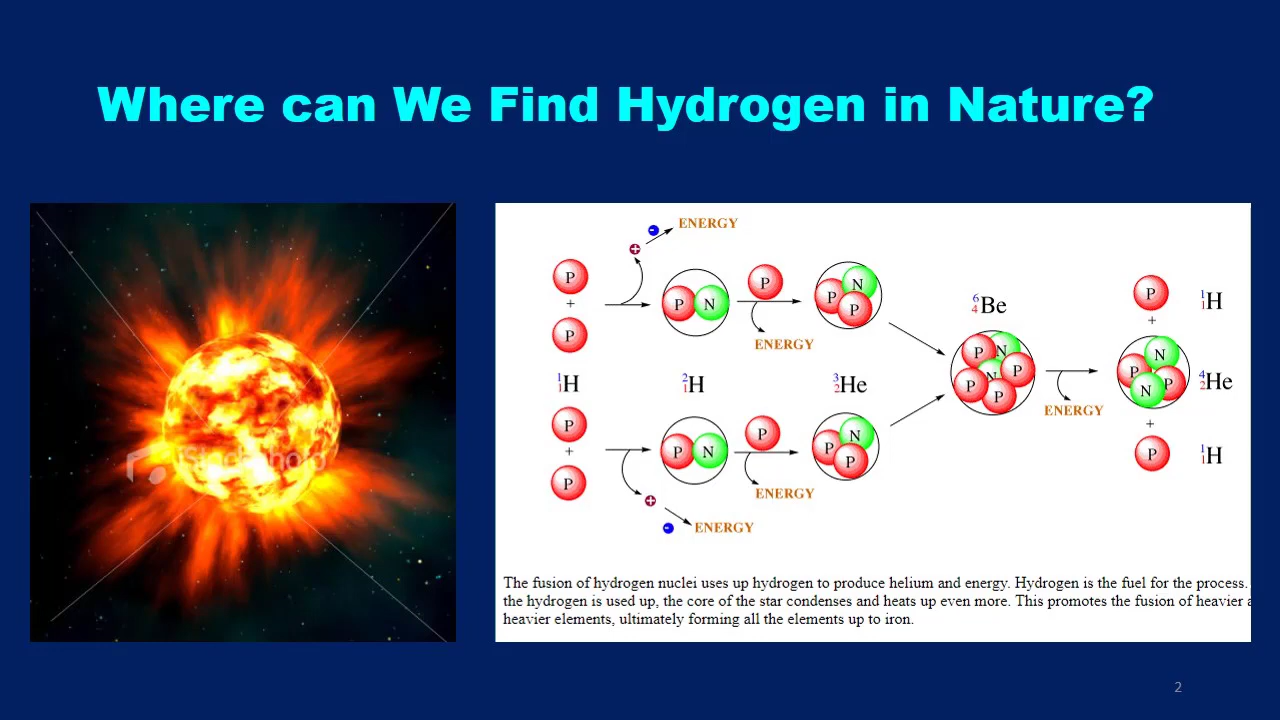 Where can We Find Hydrogen in Nature?
iStockphoto
ENERGY
P
+
P
P N
P
ENERGY
N
P
P
6 4 Be
P N
P
P N
P
ENERGY
P
1 1 H
+
N
P
P
N
4 2 He
+
P
1 1 H
1 1 H
2 1 H
3 2 He
P
+
P
P N
P
ENERGY
N
P
P
+
-
ENERGY
The fusion of hydrogen nuclei uses up hydrogen to produce helium and energy. Hydrogen is the fuel for the process.
the hydrogen is used up, the core of the star condenses and heats up even more. This promotes the fusion of heavier a
heavier elements, ultimately forming all the elements up to iron.
2